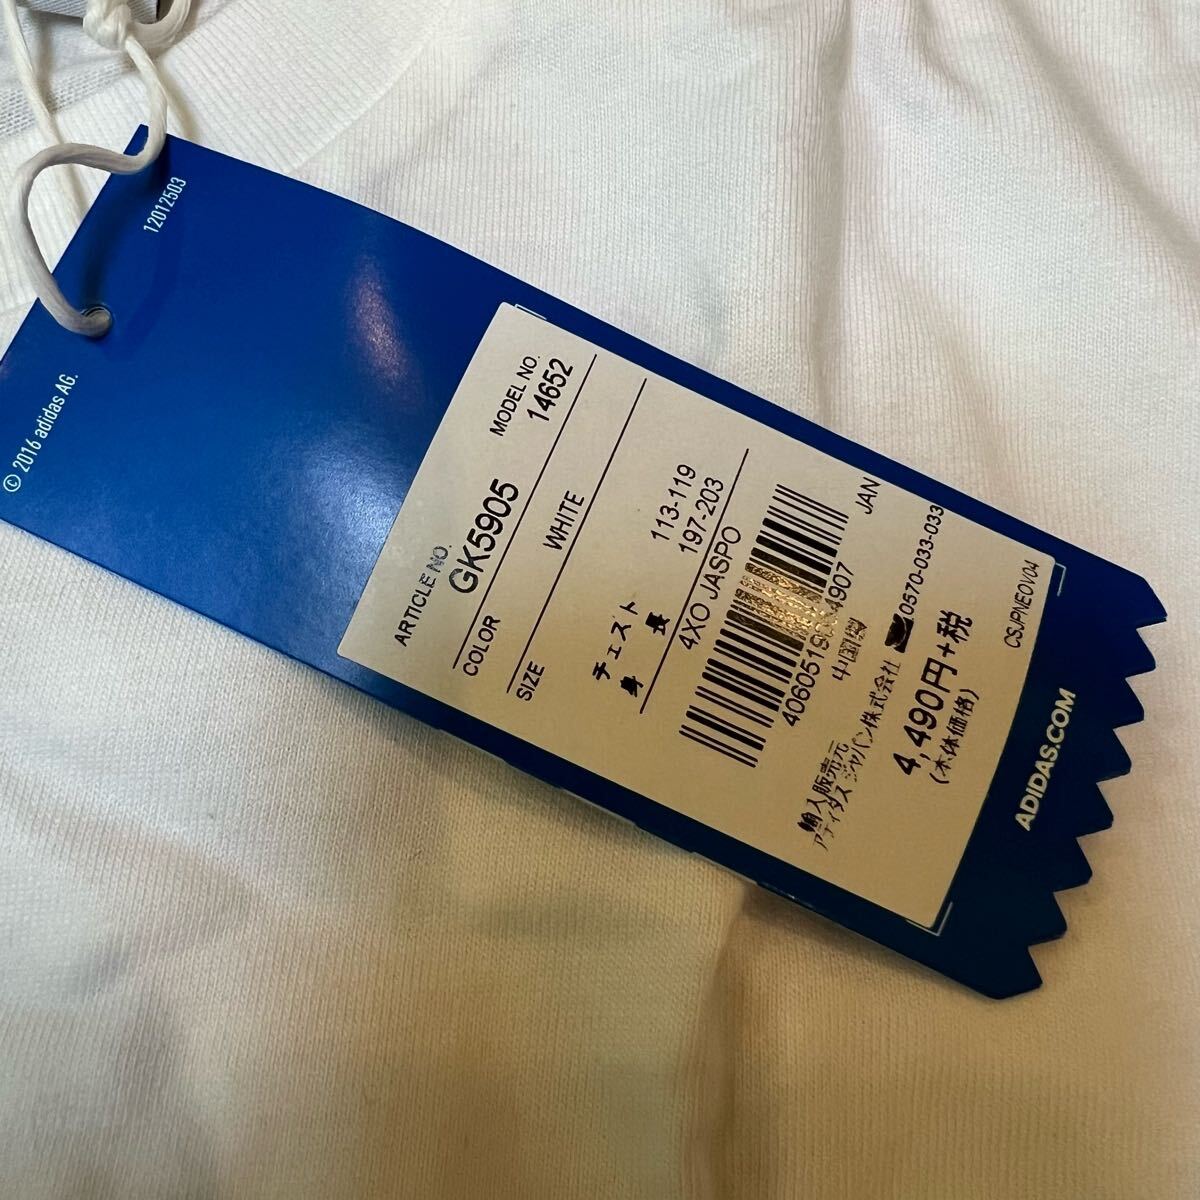 12012503
© 2016 adidas AG.
ARTICLE NO. MODEL NO.
GK5905 14652
COLOR WHITE
SIZE
チェスト 113-119
身 長 197-203
4XO JASPO
JAN
中国製
輸入販売元
アディダス ジャパン株式会社 0570-033-033
4,490円+税
(本体価格)
CSJPNEOV04
ADIDAS.COM